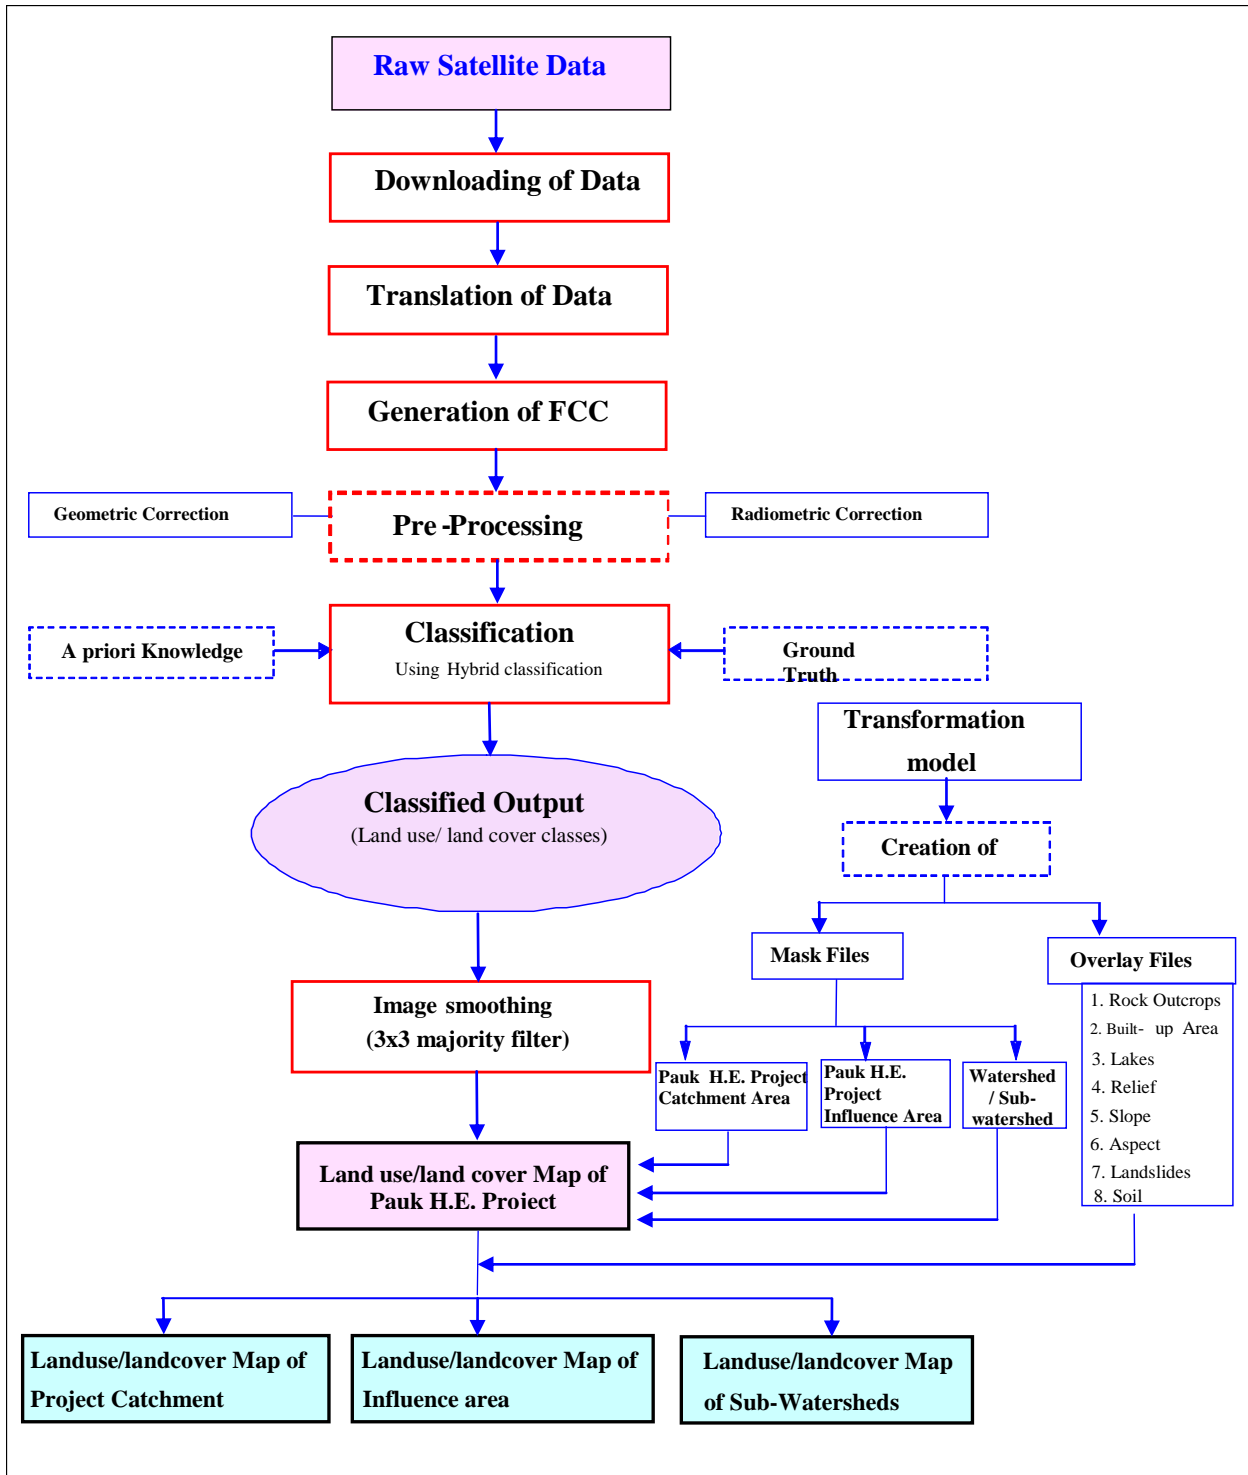 Raw Satellite Data
Downloading of Data
Translation of Data
Generation of FCC
Geometric Correction
Pre-Processing
Radiometric Correction
A priori Knowledge
Classification
Using Hybrid classification
Ground
Truth
Transformation
model
Classified Output
(Land use/ land cover classes)
Creation of
Mask Files
Overlay Files
1. Rock Outcrops
2. Built- up Area
3. Lakes
4. Relief
5. Slope
6. Aspect
7. Landslides
8. Soil
Image smoothing
(3x3 majority filter)
Pauk H.E. Project
Catchment Area
Pauk H.E.
Project
Influence Area
Watershed
/ Sub-
watershed
Land use/land cover Map of
Pauk H.E. Project
Landuse/landcover Map of
Project Catchment
Landuse/landcover Map of
Influence area
Landuse/landcover Map
of Sub-Watersheds